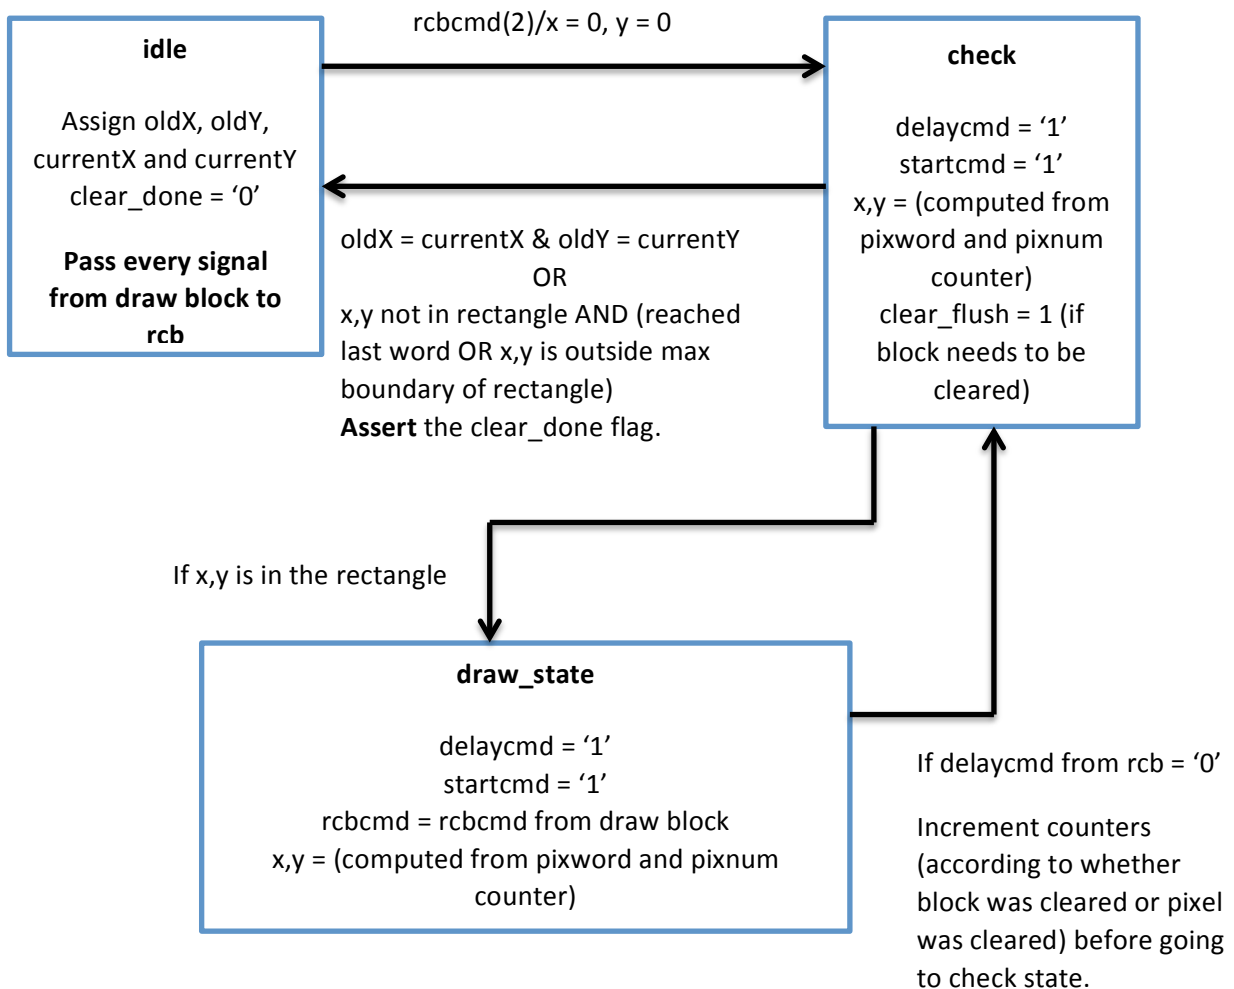 rcbcmd(2)/x = 0, y = 0
idle
Assign oldX, oldY,
currentX and currentY
clear_done = ‘0’
Pass every signal
from draw block to
rcb
check
delaycmd = ‘1’
startcmd = ‘1’
x,y = (computed from
pixword and pixnum
counter)
clear_flush = 1 (if
block needs to be
cleared)
oldX = currentX & oldY = currentY
OR
x,y not in rectangle AND (reached
last word OR x,y is outside max
boundary of rectangle)
Assert the clear_done flag.
If x,y is in the rectangle
draw_state
delaycmd = ‘1’
startcmd = ‘1’
rcbcmd = rcbcmd from draw block
x,y = (computed from pixword and pixnum
counter)
If delaycmd from rcb = ‘0’
Increment counters
(according to whether
block was cleared or pixel
was cleared) before going
to check state.